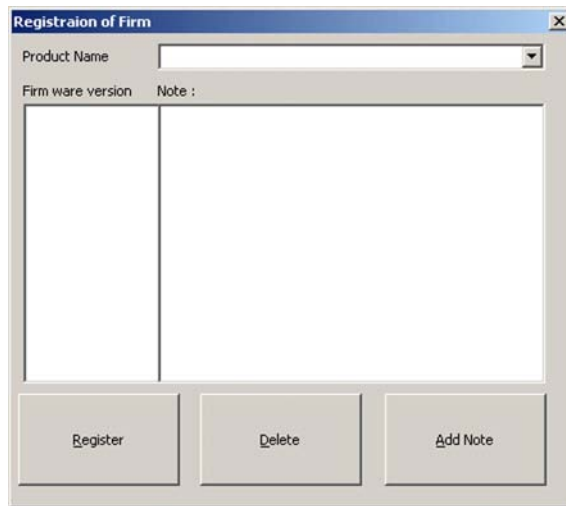 Registraion of Firm
Product Name
Firm ware version Note :
Register Delete Add Note